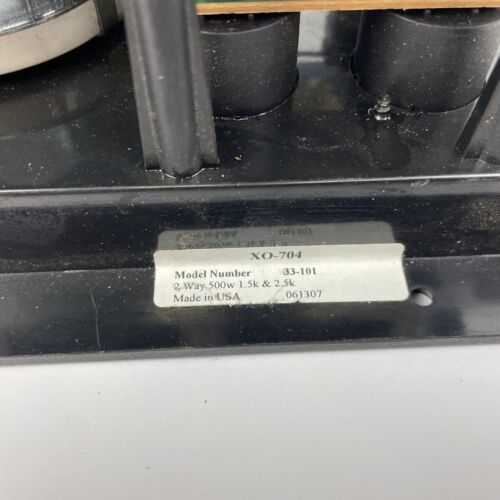 XO-704
Model Number 33-101
2 Way 500w 1.5k & 2.5k
Made in USA 061307